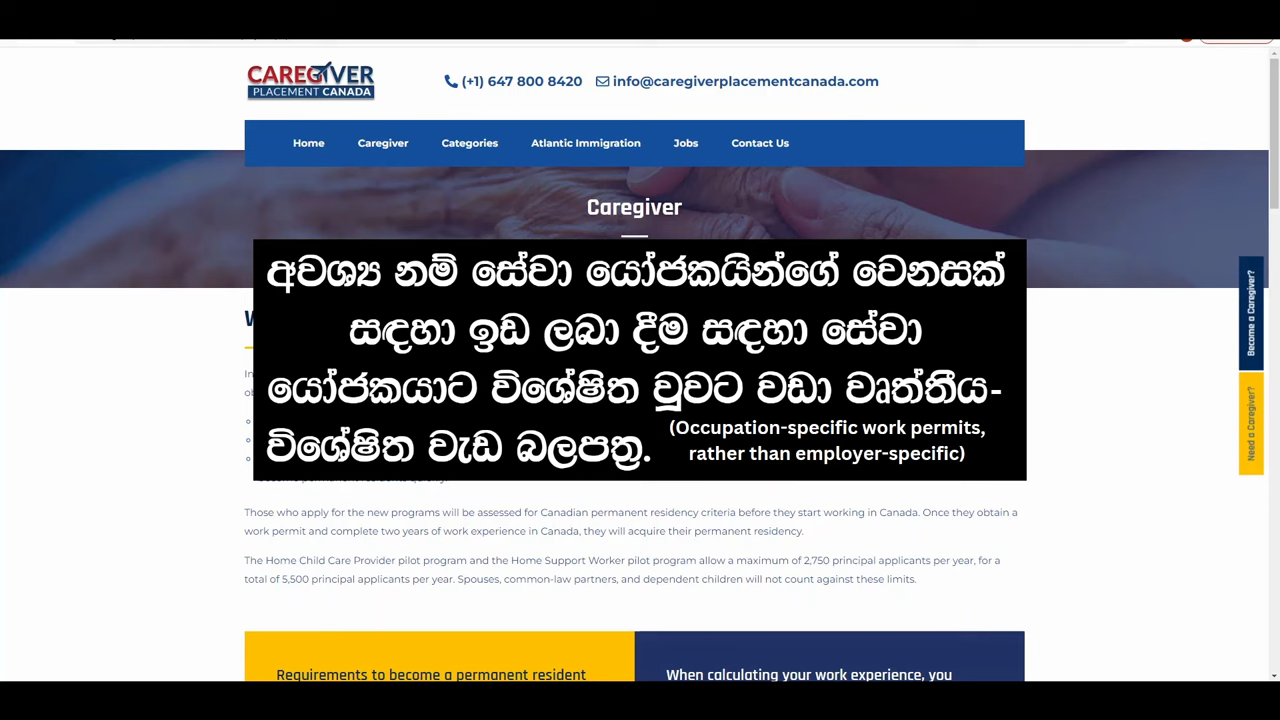 CAREGIVER
PLACEMENT CANADA
(+1) 647 800 8420
info@caregiverplacementcanada.com
Home
Caregiver
Categories
Atlantic Immigration
Jobs
Contact Us
Caregiver
අවශ්‍ය නම් සේවා යෝජකයින්ගේ වෙනසක්
සඳහා ඉඩ ලබා දීම සඳහා සේවා
යෝජකයාට විශේෂිත වූවට වඩා වෘත්තීය-
විශේෂිත වැඩ බලපත්‍ර.
(Occupation-specific work permits,
rather than employer-specific)
Those who apply for the new programs will be assessed for Canadian permanent residency criteria before they start working in Canada. Once they obtain a
work permit and complete two years of work experience in Canada, they will acquire their permanent residency.
The Home Child Care Provider pilot program and the Home Support Worker pilot program allow a maximum of 2,750 principal applicants per year, for a
total of 5,500 principal applicants per year. Spouses, common-law partners, and dependent children will not count against these limits.
Requirements to become a permanent resident
When calculating your work experience, you
Become a Caregiver?
Need a Caregiver?